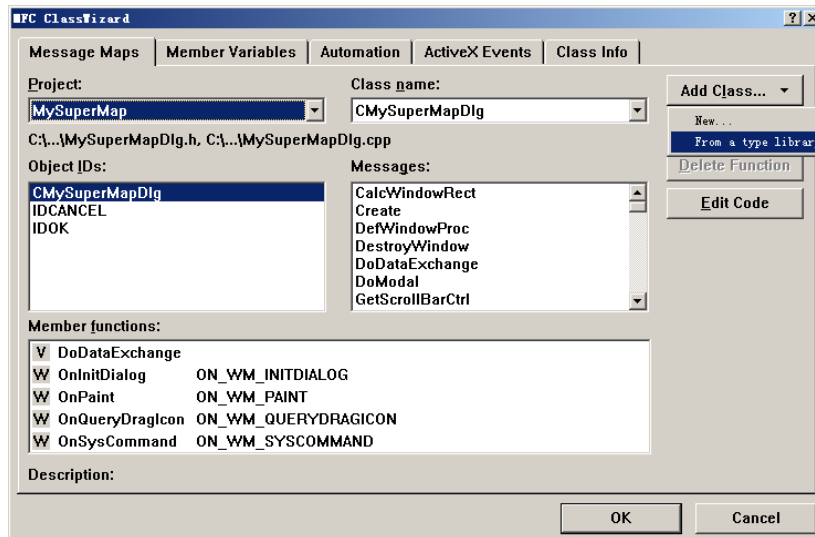 MFC ClassWizard
Message Maps Member Variables Automation ActiveX Events Class Info
Project: Class name: Add Class...
MySuperMap CMySuperMapDlg
New...
C:\...\MySuperMapDlg.h, C:\...\MySuperMapDlg.cpp
From a type librar
Object IDs: Messages: Delete Function
CMySuperMapDlg
IDCANCEL
IDOK
CalcWindowRect
Create
DefWindowProc
DestroyWindow
DoDataExchange
DoModal
GetScrollBarCtrl
Edit Code
Member functions:
V DoDataExchange
W OnInitDialog ON_WM_INITDIALOG
W OnPaint ON_WM_PAINT
W OnQueryDragIcon ON_WM_QUERYDRAGICON
W OnSysCommand ON_WM_SYSCOMMAND
Description:
OK Cancel